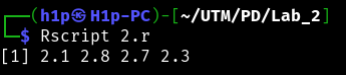 ┌──(h1p㉿H1p-PC)-[~/UTM/PD/Lab_2]
└─$ Rscript 2.r
[1] 2.1 2.8 2.7 2.3